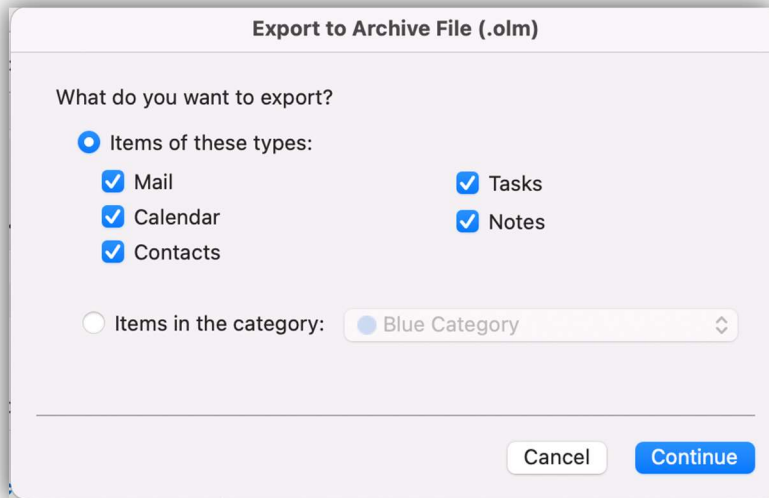 Export to Archive File (.olm)
What do you want to export?
Items of these types:
Mail
Tasks
Calendar
Notes
Contacts
Items in the category:
Blue Category
Cancel
Continue